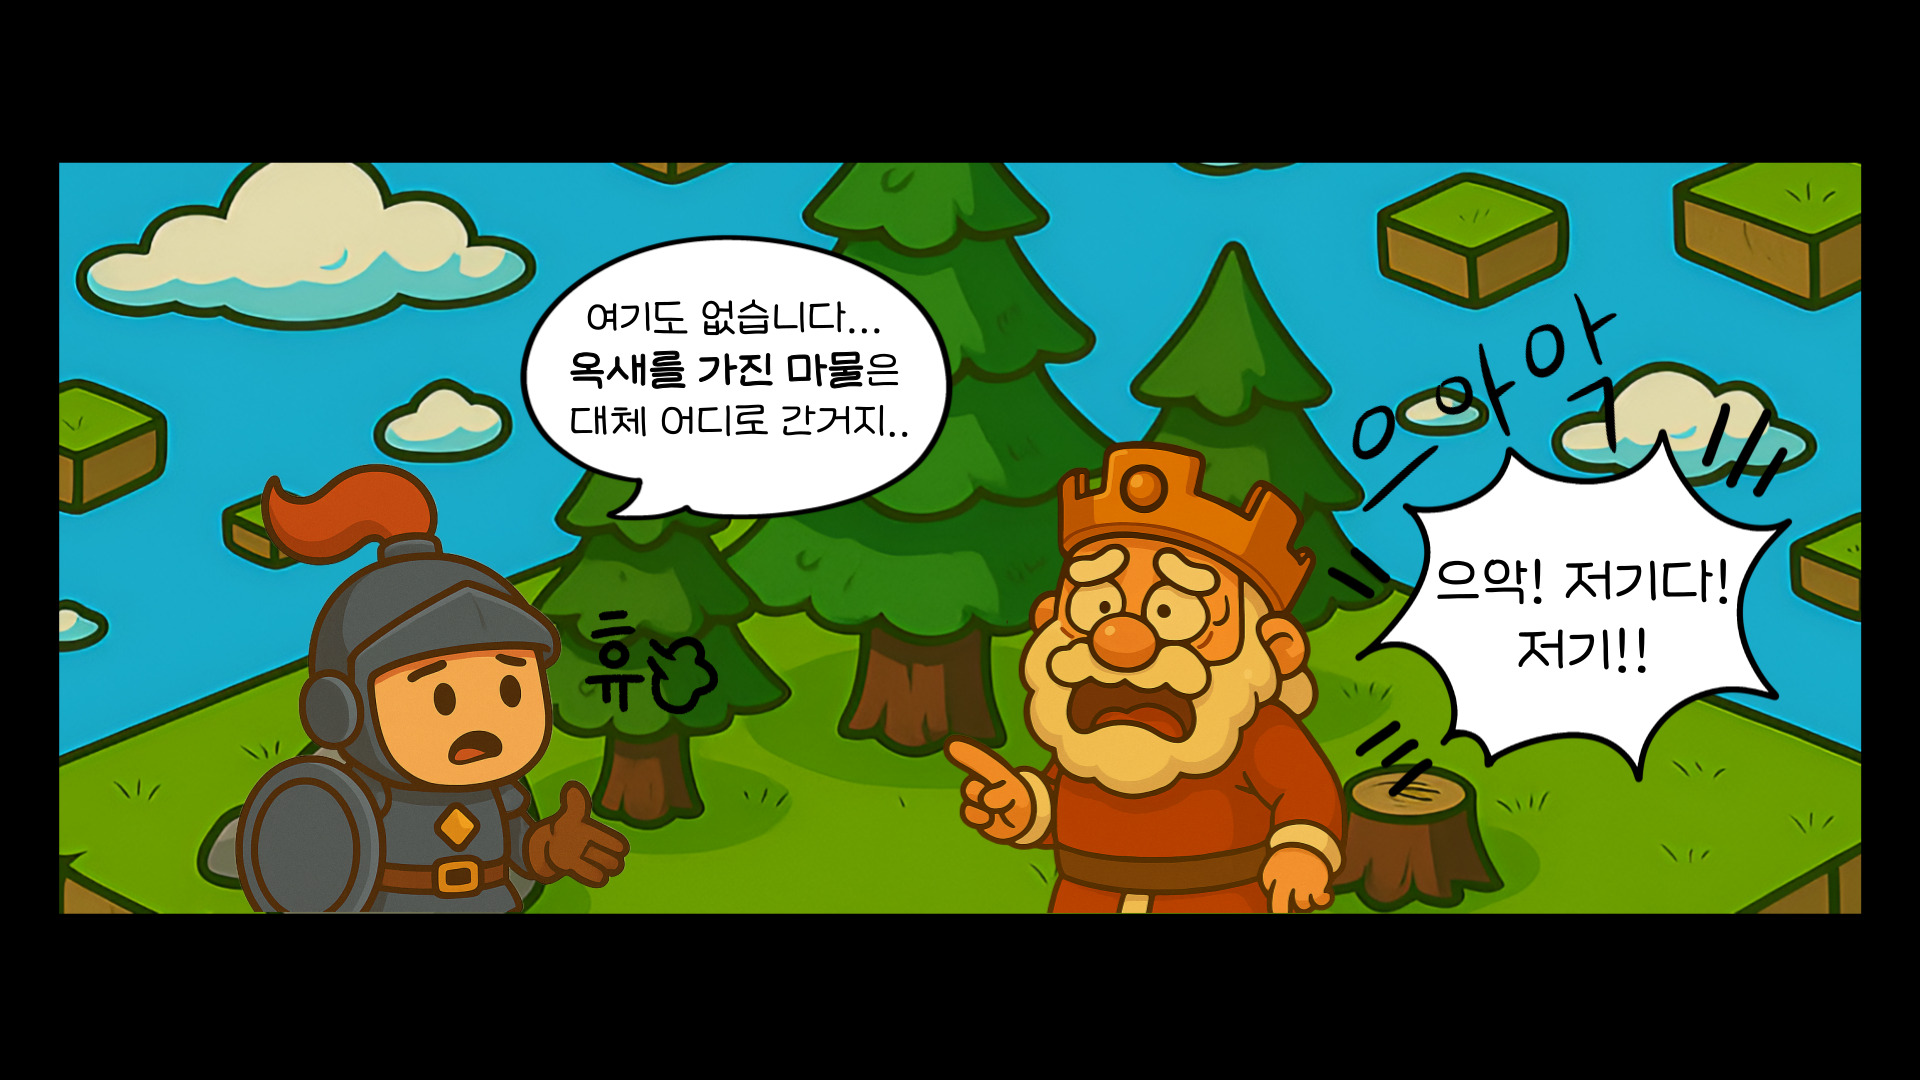 여기도 없습니다...
옥새를 가진 마물은
대체 어디로 간거지..
휴
으아악
으악! 저기다!
저기!!